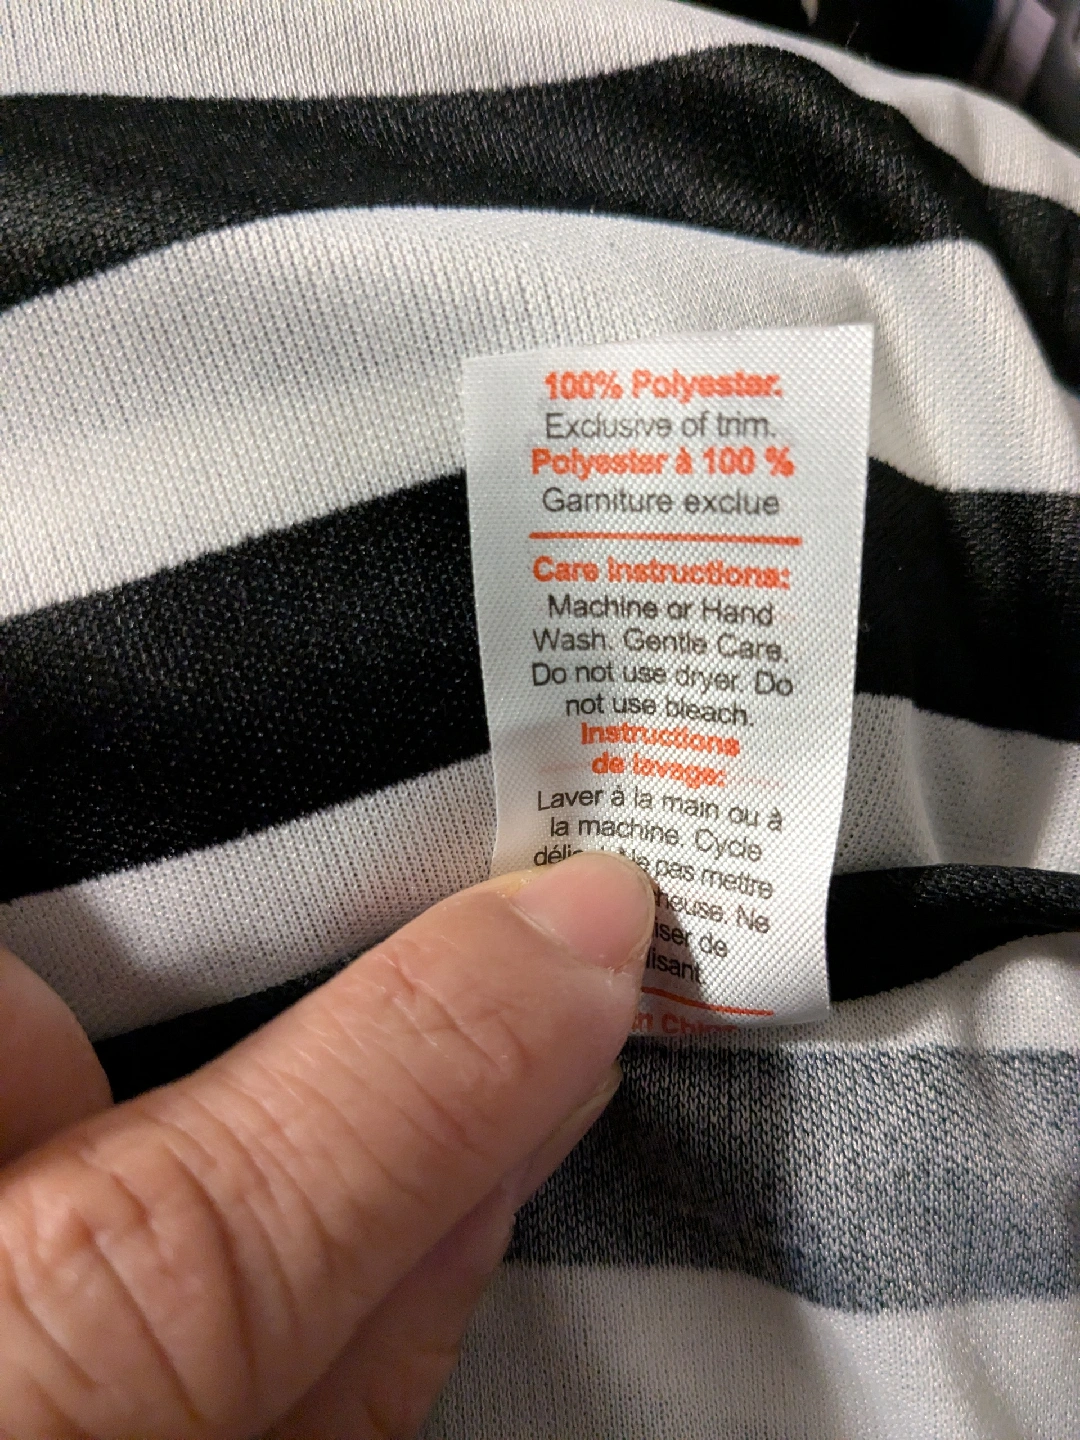 100% Polyester.
Exclusive of trim.
Polyester à 100 %
Garniture exclue
Care Instructions:
Machine or Hand
Wash. Gentle Care.
Do not use dryer. Do
not use bleach.
Instructions
de lavage:
Laver à la main ou à
la machine. Cycle
Ne pas mettre
Ne
de